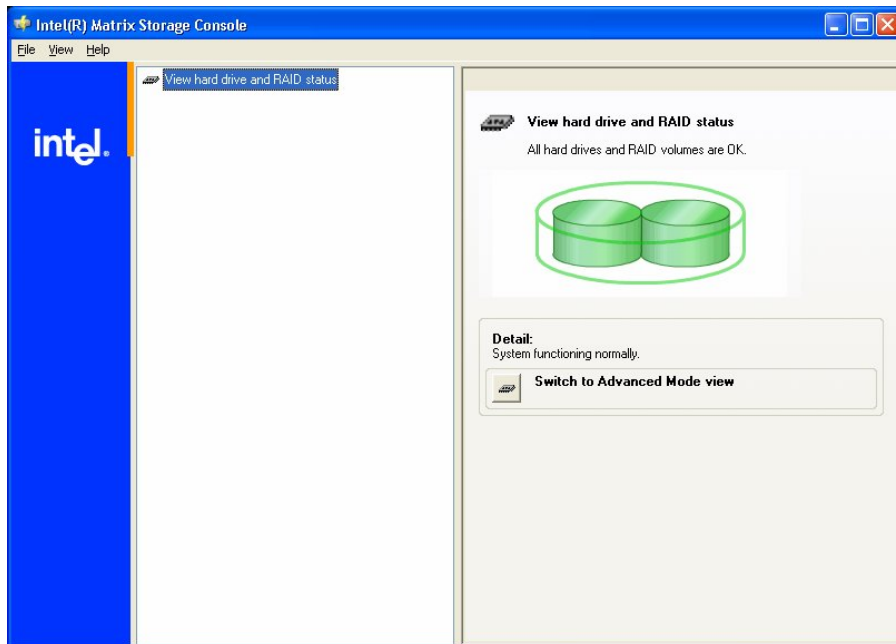 Intel(R) Matrix Storage Console
File View Help
intel.
View hard drive and RAID status
View hard drive and RAID status
All hard drives and RAID volumes are OK.
Detail:
System functioning normally.
Switch to Advanced Mode view